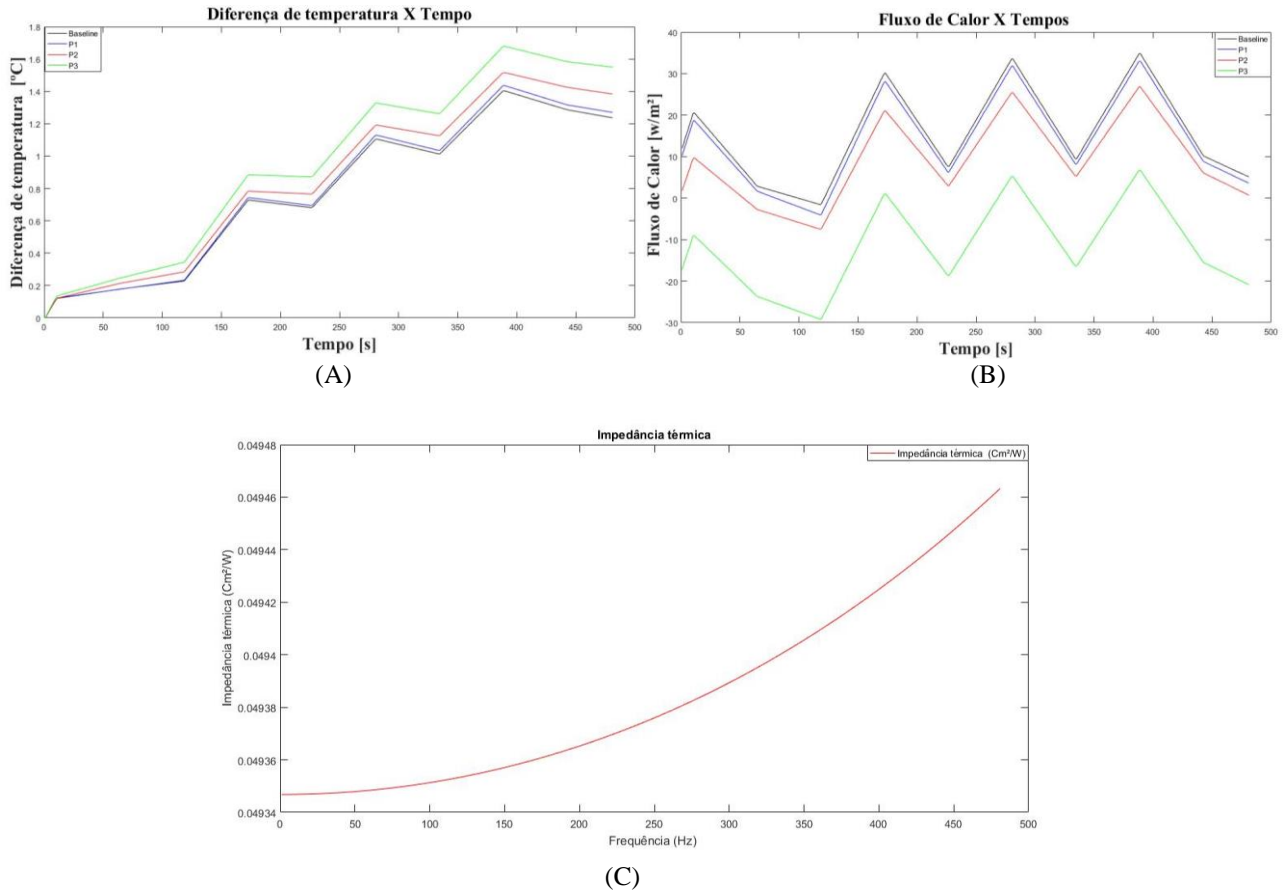 Diferença de temperatura X Tempo
Diferença de temperatura [ºC]
1.8
1.6
1.4
1.2
1
0.8
0.6
0.4
0.2
0
Baseline
P1
P2
P3
0 50 100 150 200 250 300 350 400 450 500
Tempo [s]
(A)
Fluxo de Calor X Tempos
Fluxo de Calor [w/m²]
40
30
20
10
0
-10
-20
-30
Baseline
P1
P2
P3
0 50 100 150 200 250 300 350 400 450 500
Tempo [s]
(B)
Impedância térmica
Impedância térmica (Cm²/W)
0.04948
0.04946
0.04944
0.04942
0.0494
0.04938
0.04936
0.04934
Impedância térmica (Cm²/W)
0 50 100 150 200 250 300 350 400 450 500
Frequência (Hz)
(C)